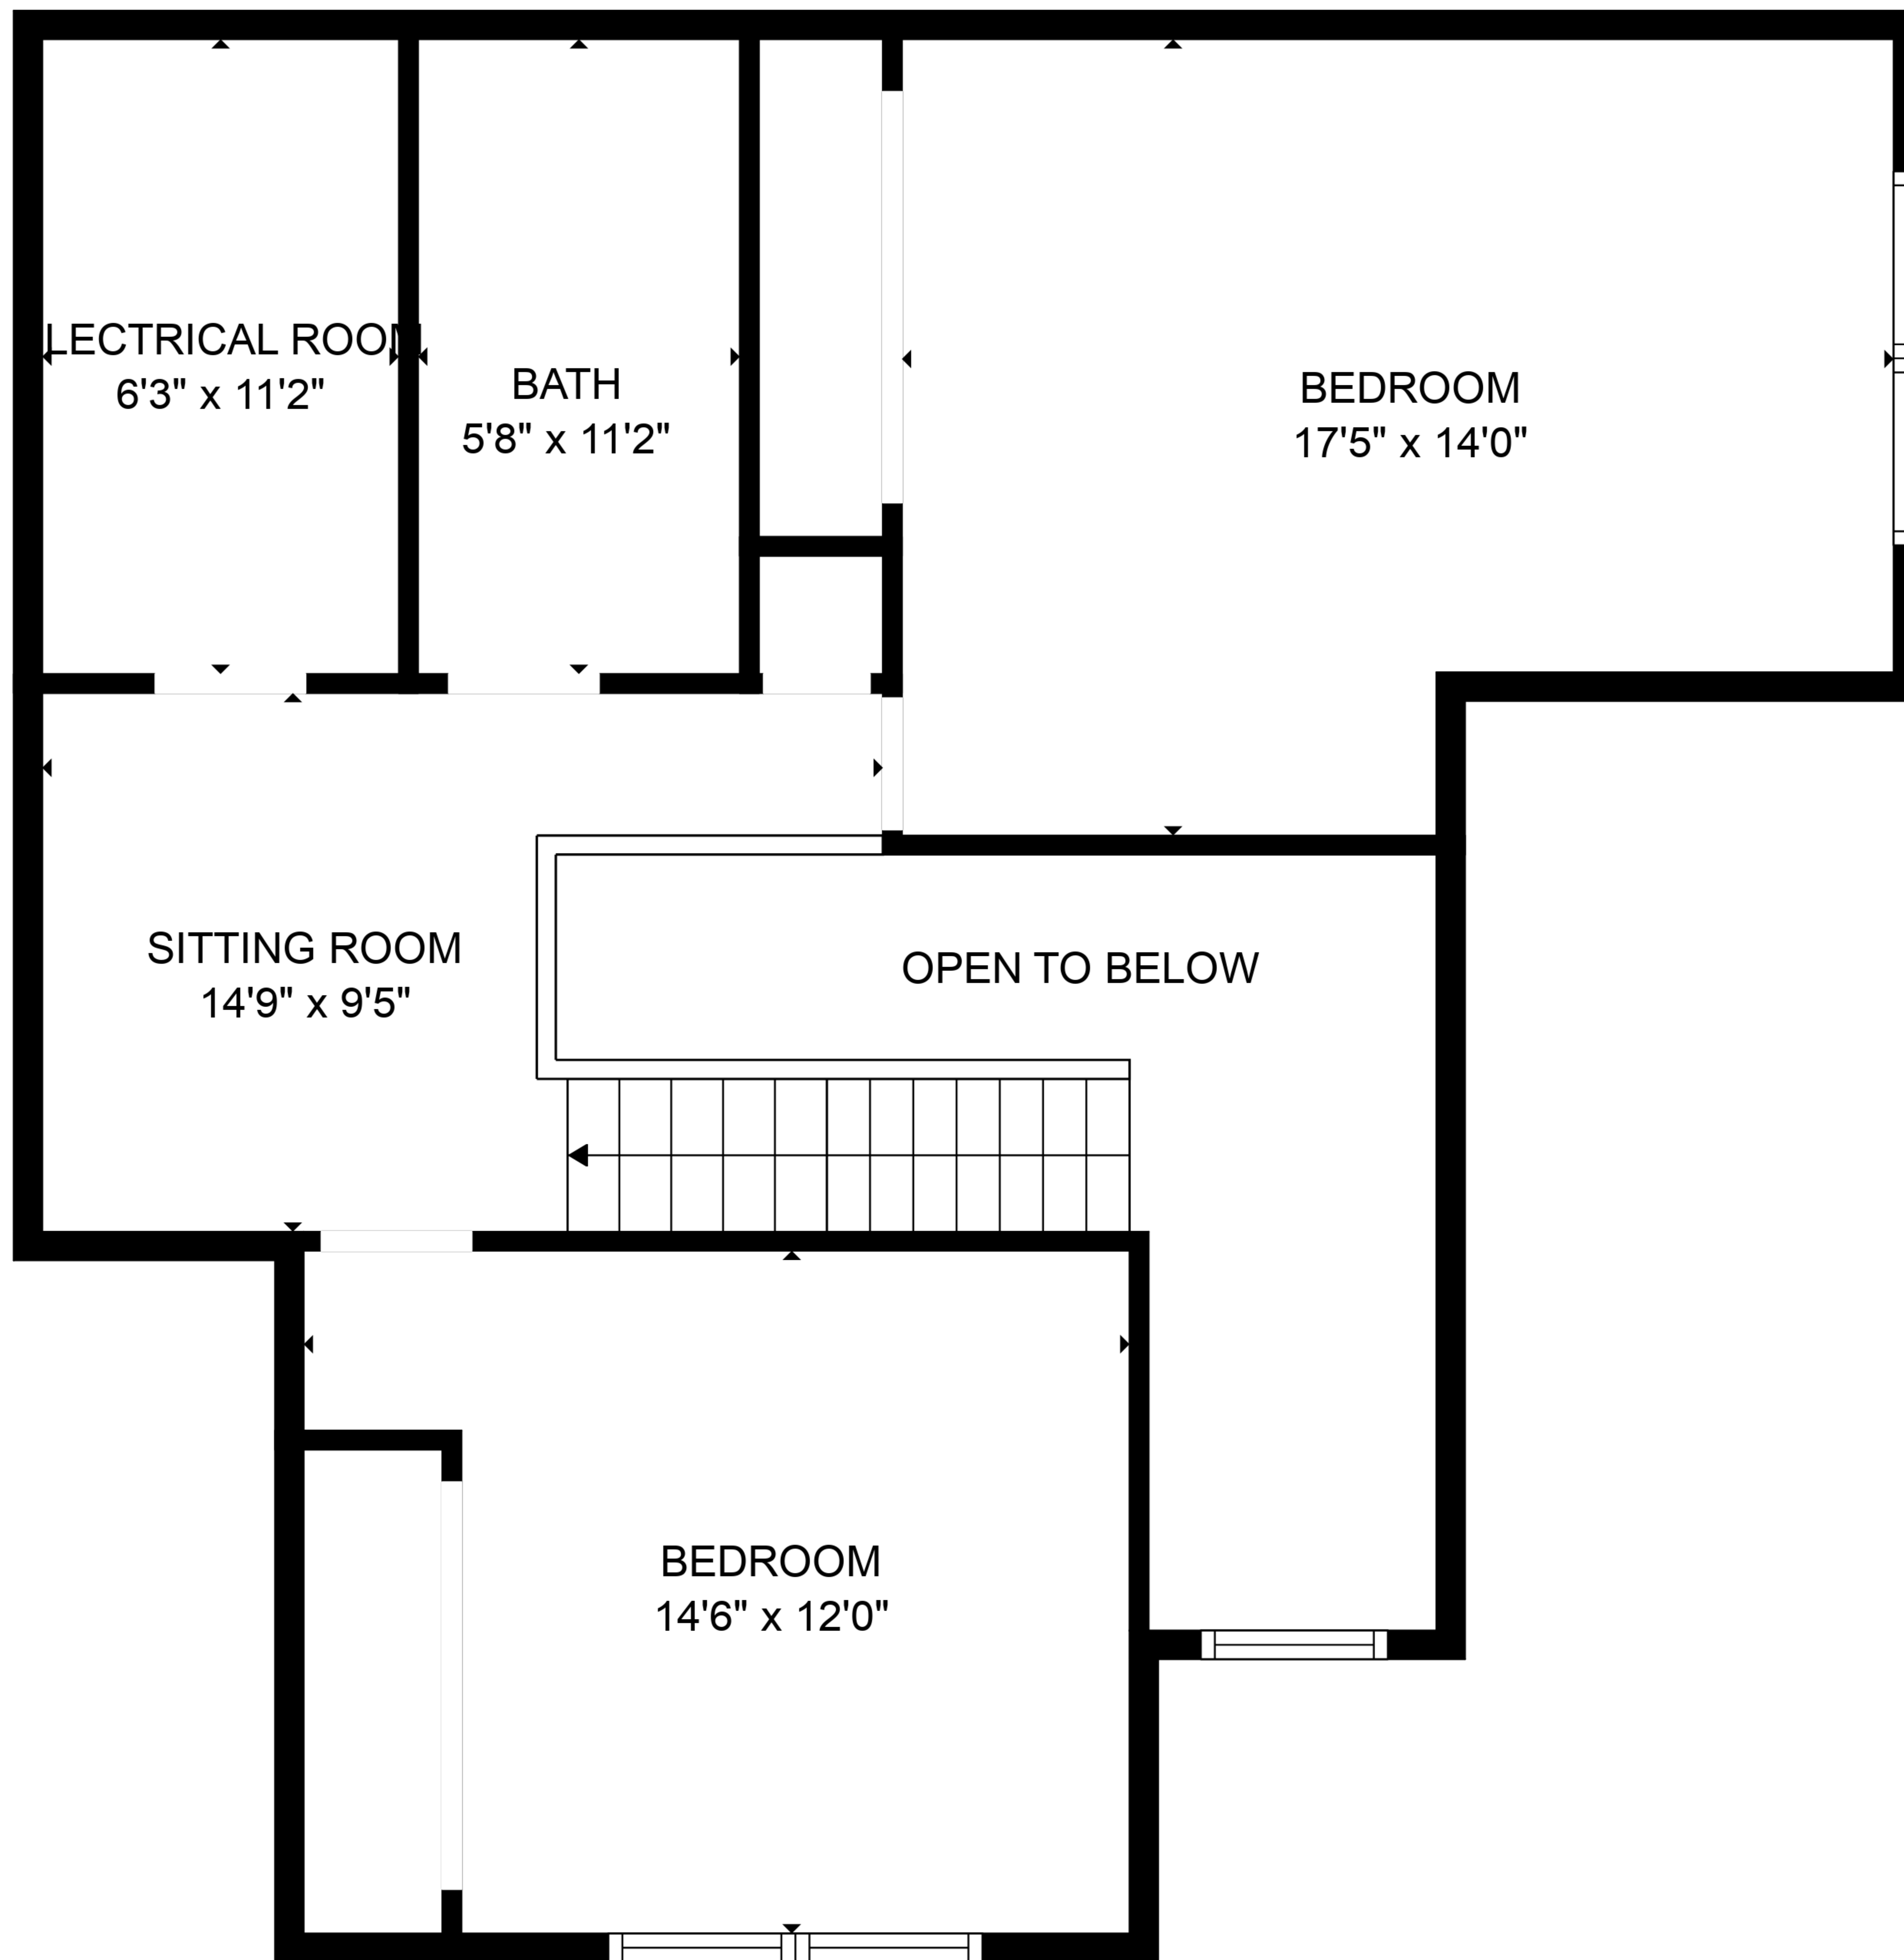 LECTRICAL ROOM
6'3" x 11'2"
BATH
5'8" x 11'2"
BEDROOM
17'5" x 14'0"
SITTING ROOM
14'9" x 9'5"
OPEN TO BELOW
BEDROOM
14'6" x 12'0"